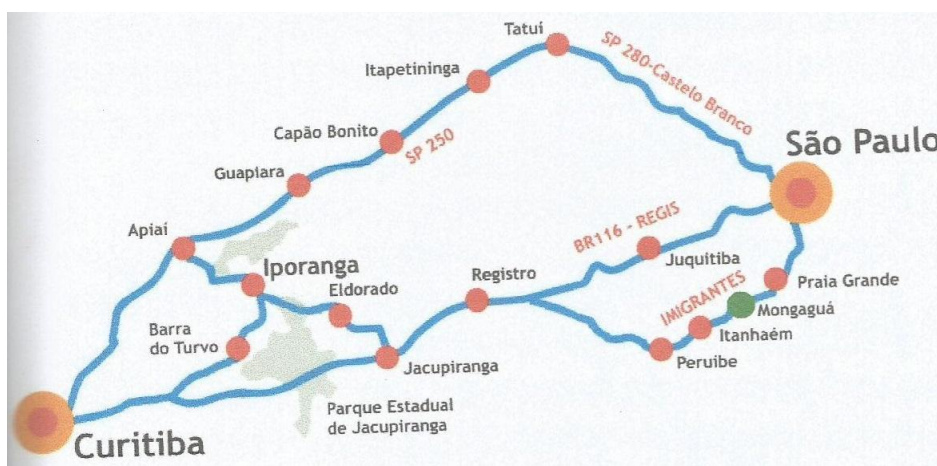 Tatuí
SP 280-Castelo Branco
Itapetininga
Capão Bonito
SP 250
São Paulo
Guapiara
Apiaí
BR116 - REGIS
Iporanga
Registro
Juquitiba
Eldorado
IMIGRANTES
Praia Grande
Mongaguá
Barra
do Turvo
Itanhaém
Jacupiranga
Peruibe
Parque Estadual
de Jacupiranga
Curitiba